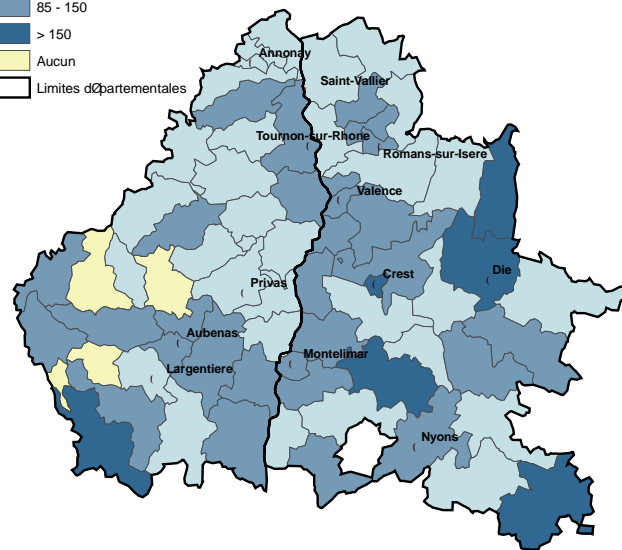 85 - 150
> 150
Aucun
Limites dØpartementales
Annonay
Saint-Vallier
Tournon-sur-Rhone
Romans-sur-Isere
Valence
Crest
Die
Privas
Aubenas
Montelimar
Largentiere
Nyons